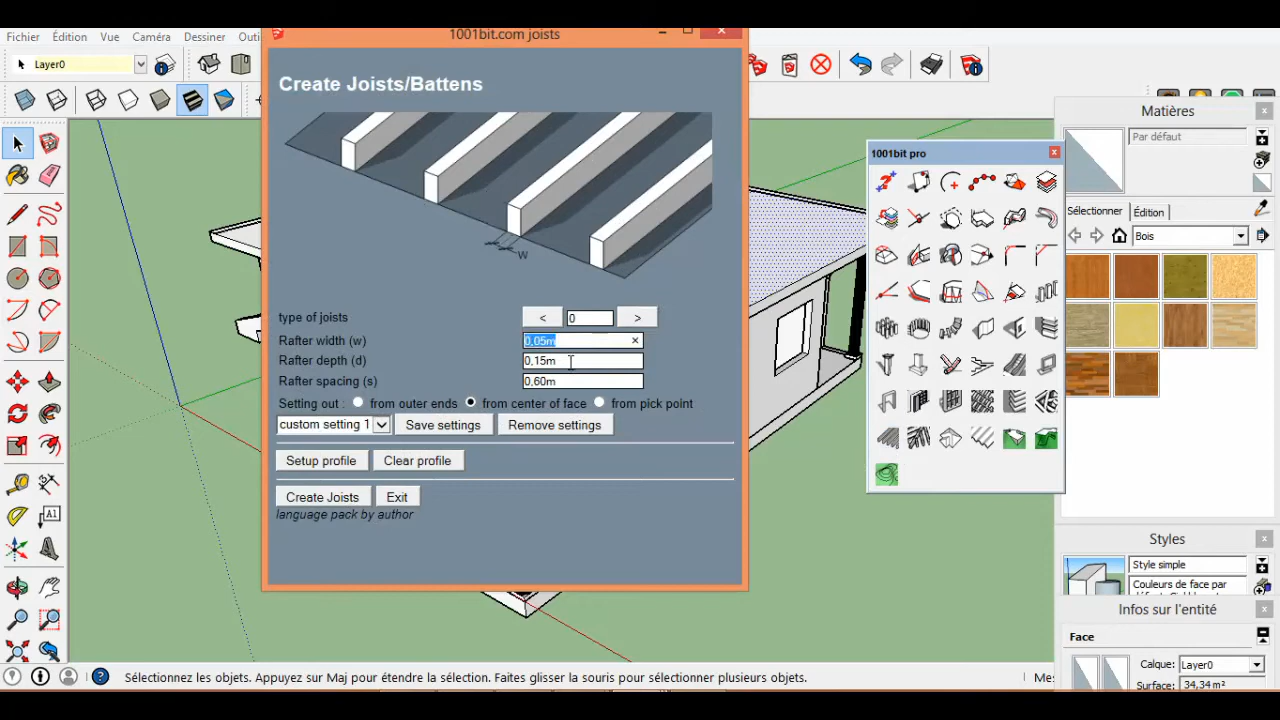 1001bit.com joists
Fichier Édition Vue Caméra Dessiner
Layer0
Create Joists/Battens
w
type of joists < 0 >
Rafter width (w) 0,05m ×
Rafter depth (d) 0,15m
Rafter spacing (s) 0,60m
Setting out : from outer ends from center of face from pick point
custom setting 1 Save settings Remove settings
Setup profile Clear profile
Create Joists Exit
language pack by author
1001bit pro
Matières
Par défaut
Sélectionner Édition
Bois
Styles
Style simple
Couleurs de face par
Infos sur l'entité
Face
Calque: Layer0
Surface: 34,34 m²
Sélectionnez les objets. Appuyez sur Maj pour étendre la sélection. Faites glisser la souris pour sélectionner plusieurs objets.